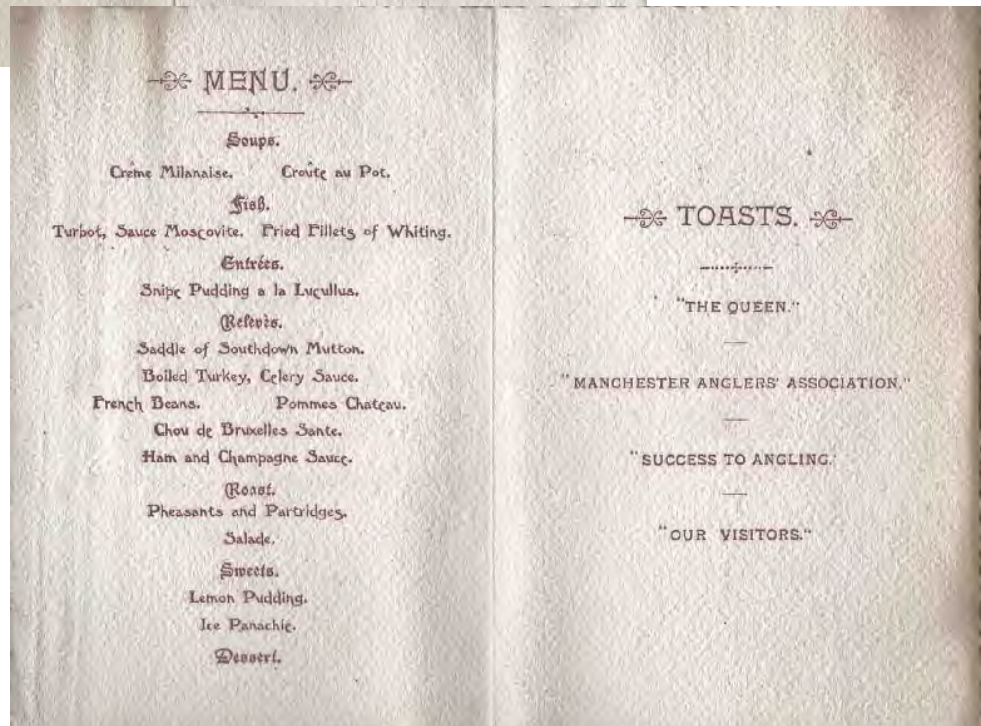 MENU.
Soups.
Crême Milanaise. Croûte au Pot.
Fish.
Turbot, Sauce Moscovite. Fried Fillets of Whiting.
Entrées.
Snipe Pudding a la Lucullus.
Relevès.
Saddle of Southdown Mutton.
Boiled Turkey, Celery Sauce.
French Beans. Pommes Chateau.
Chou de Bruxelles Sante.
Ham and Champagne Sauce.
Roast.
Pheasants and Partridges.
Salade.
Sweets.
Lemon Pudding.
Ice Panachie.
Dessert.
TOASTS.
"THE QUEEN."
"MANCHESTER ANGLERS' ASSOCIATION."
"SUCCESS TO ANGLING."
"OUR VISITORS."